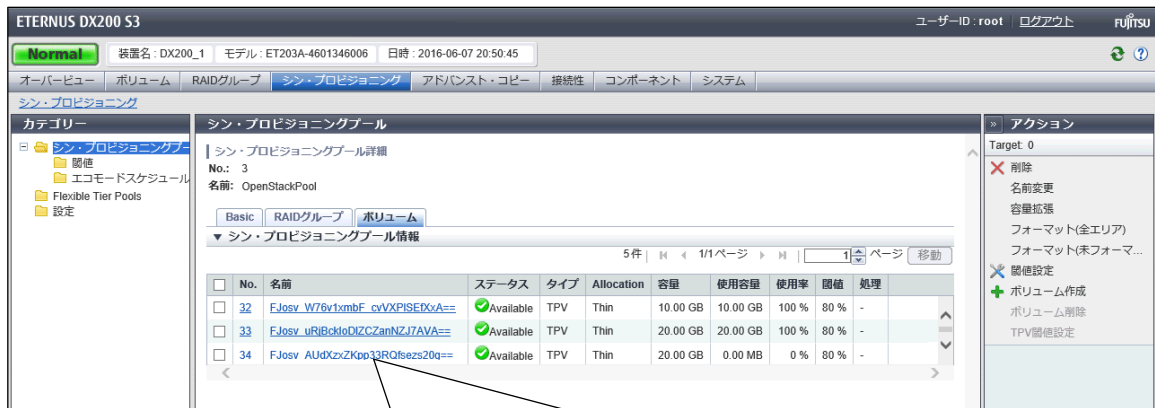 ETERNUS DX200 S3
ユーザーID : root ログアウト FUJITSU
Normal 装置名 : DX200_1 モデル : ET203A-4601346006 日時 : 2016-06-07 20:50:45
オーバービュー ボリューム RAIDグループ シン・プロビジョニング アドバンスト・コピー 接続性 コンポーネント システム
シン・プロビジョニング
カテゴリー
シン・プロビジョニングプー
閾値
エコモードスケジュール
Flexible Tier Pools
設定
シン・プロビジョニングプール
シン・プロビジョニングプール詳細
No.: 3
名前: OpenStackPool
Basic RAIDグループ ボリューム
▼ シン・プロビジョニングプール情報
5件 | 1/1ページ | 1 ページ 移動
No. 名前 ステータス タイプ Allocation 容量 使用容量 使用率 閾値 処理
32 FJosv_W76v1xmbF_cvVXPISEfXxA== Available TPV Thin 10.00 GB 10.00 GB 100 % 80 % -
33 FJosv_uRjBckIoDIZCZanNZJ7AVA== Available TPV Thin 20.00 GB 20.00 GB 100 % 80 % -
34 FJosv_AUdXzxZKpp33RQfsezs20g== Available TPV Thin 20.00 GB 0.00 MB 0 % 80 % -
» アクション
Target: 0
削除
名前変更
容量拡張
フォーマット(全エリア)
フォーマット(未フォーマ...
閾値設定
ボリューム作成
ボリューム削除
TPV閾値設定